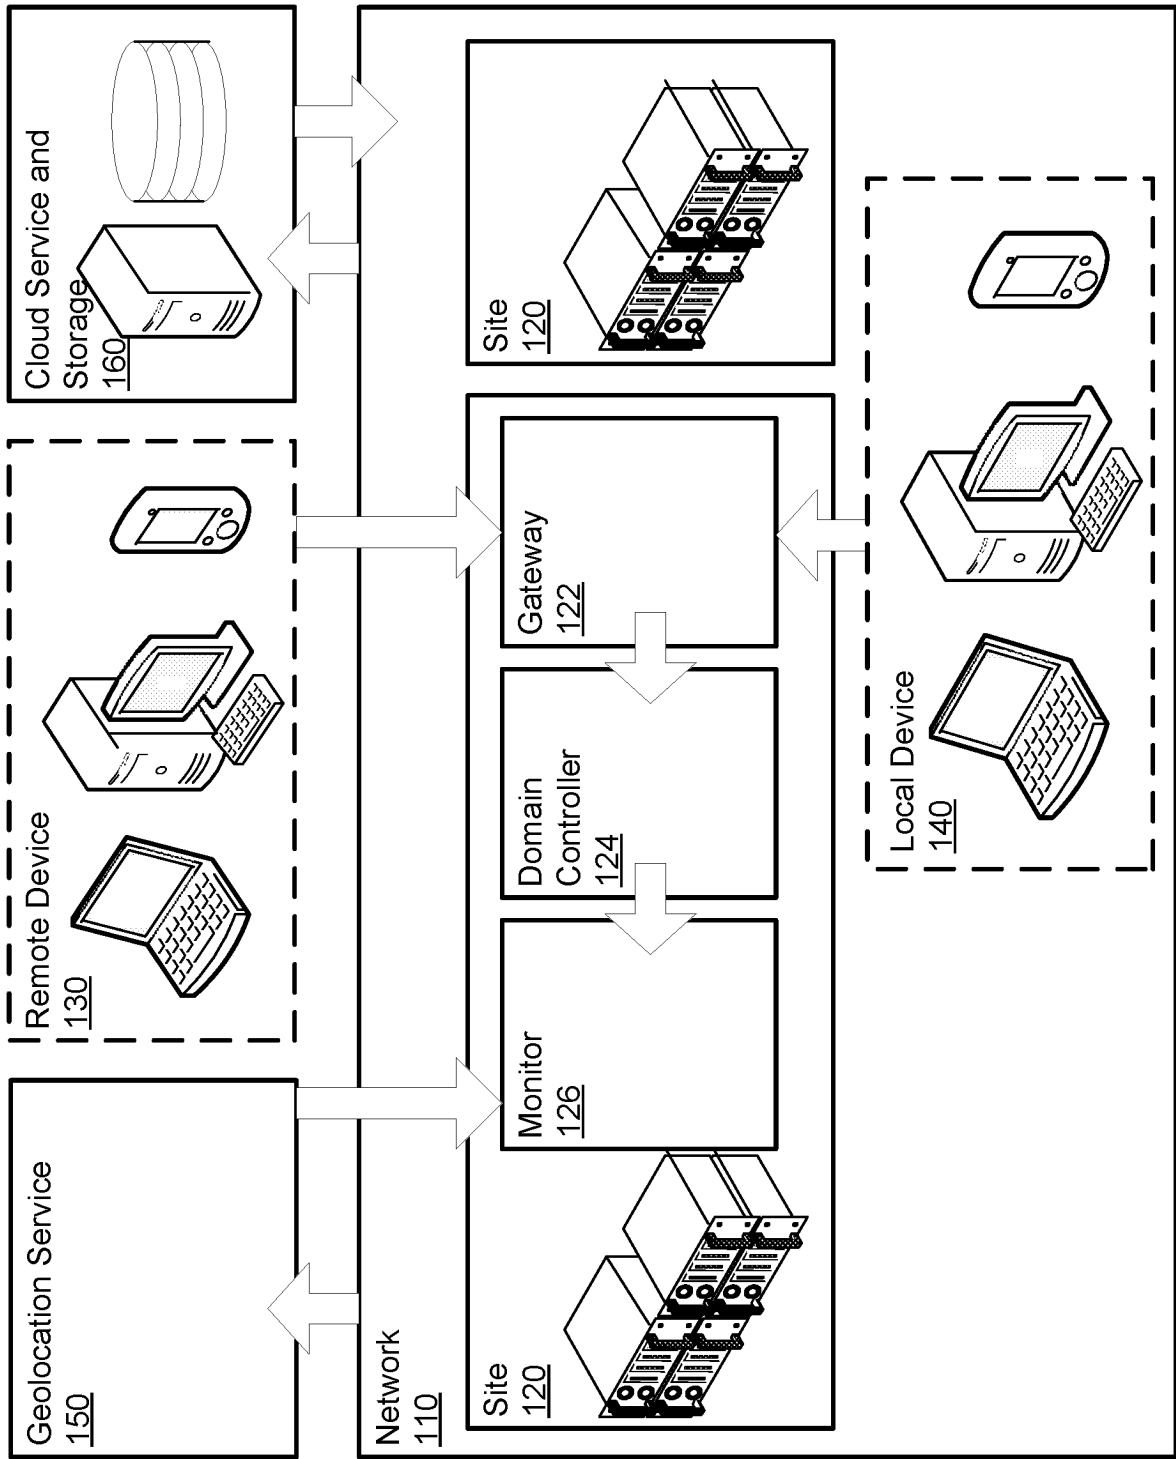 Geolocation Service
150
Remote Device
130
Cloud Service and
Storage
160
Network
110
Site
120
Monitor
126
Domain
Controller
124
Gateway
122
Site
120
Local Device
140